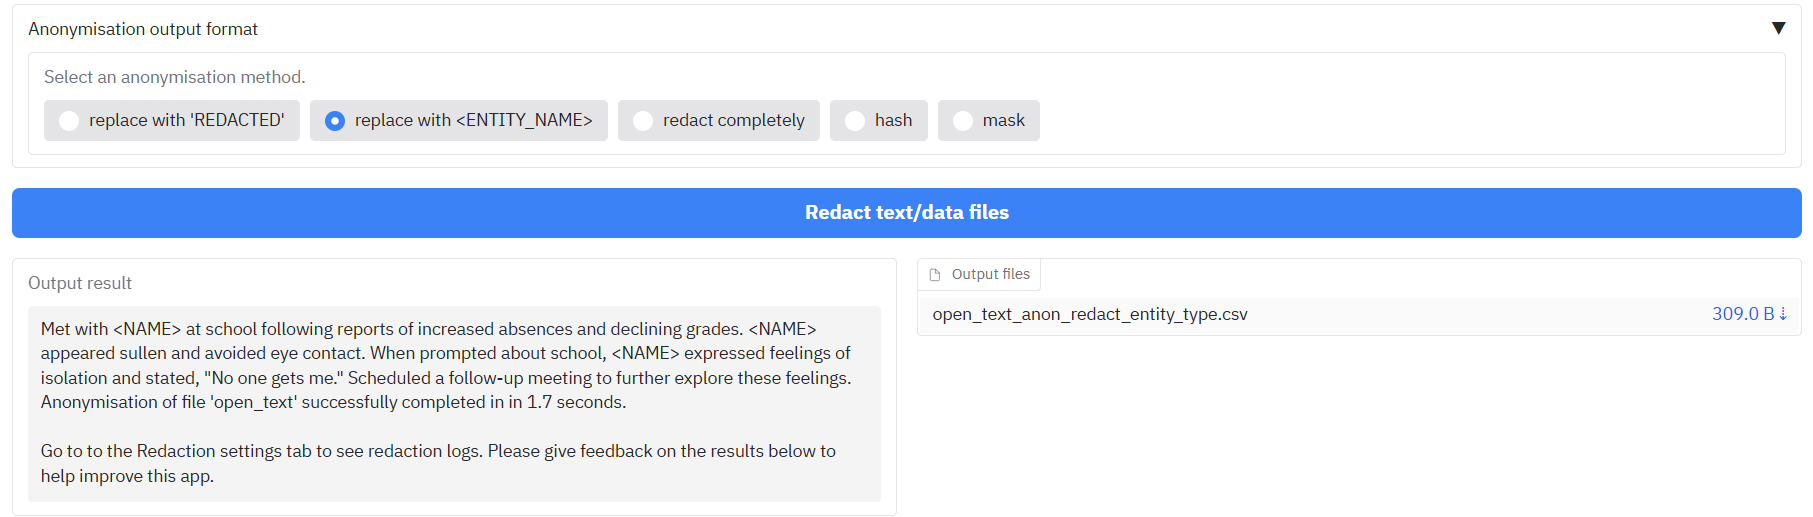 Anonymisation output format ▼
Select an anonymisation method.
replace with 'REDACTED' replace with <ENTITY_NAME> redact completely hash mask
Redact text/data files
Output result
Met with <NAME> at school following reports of increased absences and declining grades. <NAME>
appeared sullen and avoided eye contact. When prompted about school, <NAME> expressed feelings of
isolation and stated, "No one gets me." Scheduled a follow-up meeting to further explore these feelings.
Anonymisation of file 'open_text' successfully completed in in 1.7 seconds.
Go to to the Redaction settings tab to see redaction logs. Please give feedback on the results below to
help improve this app.
Output files
open_text_anon_redact_entity_type.csv 309.0 B ⇣